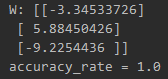 W: [[-3.34533726]
 [ 5.88450426]
 [-9.2254436 ]]
accuracy_rate = 1.0